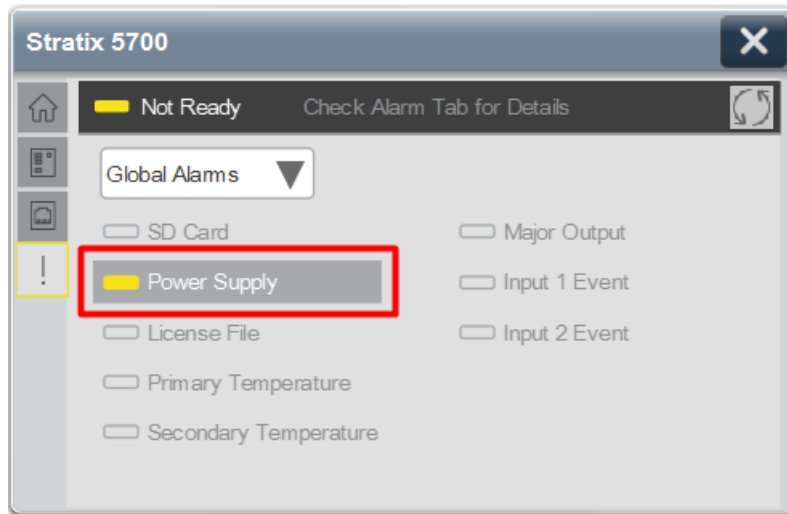 Stratix 5700
Not Ready Check Alarm Tab for Details
Global Alarms
SD Card Major Output
Power Supply Input 1 Event
License File Input 2 Event
Primary Temperature
Secondary Temperature